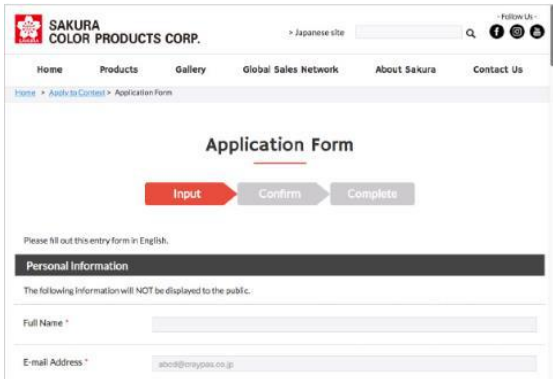 SAKURA
COLOR PRODUCTS CORP.
> Japanese site
- Follow Us -
Home Products Gallery Global Sales Network About Sakura Contact Us
Home > Apply to Contest > Application Form
Application Form
Input Confirm Complete
Please fill out this entry form in English.
Personal Information
The following information will NOT be displayed to the public.
Full Name *
E-mail Address * abcd@craypas.co.jp